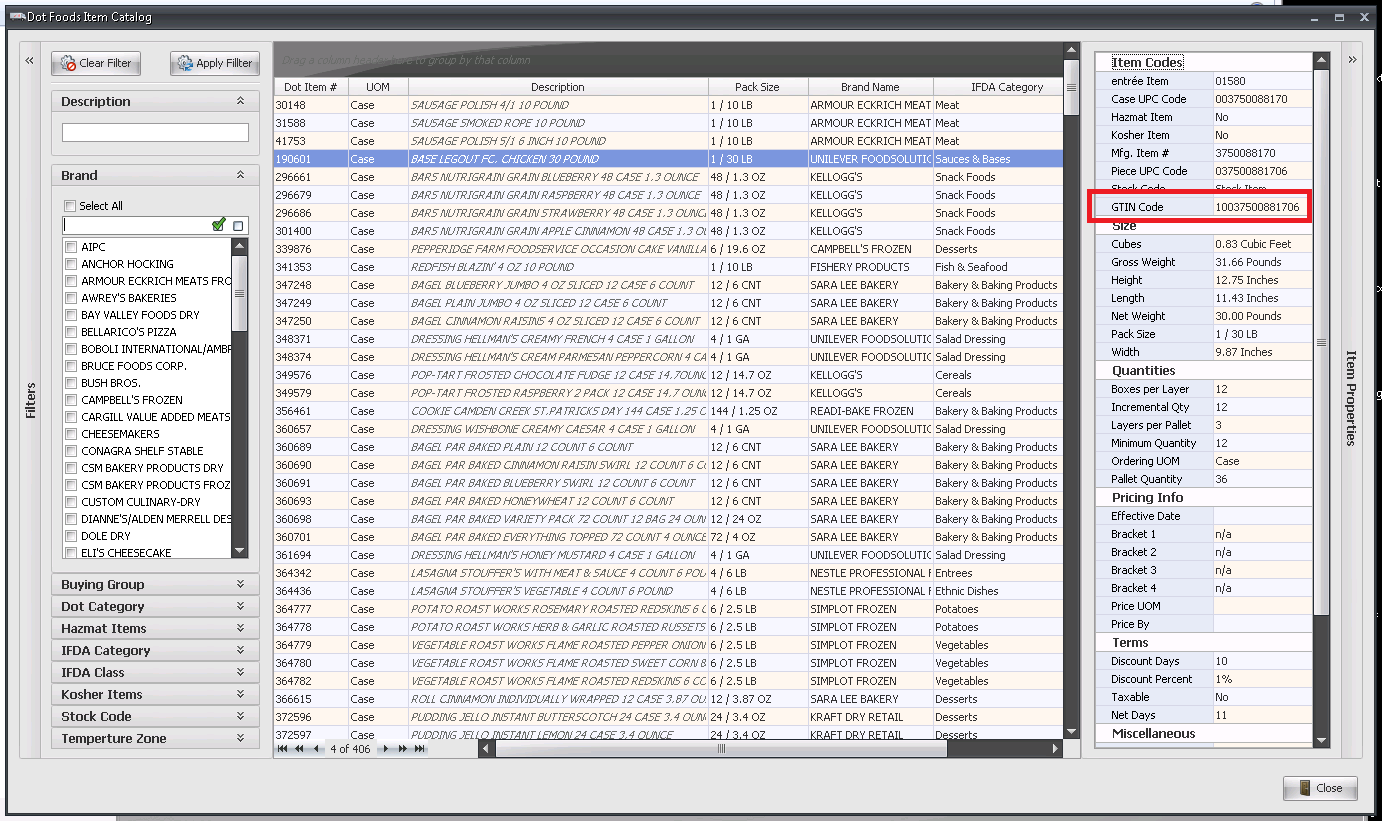 Dot Foods Item Catalog
Clear Filter
Apply Filter
Description
Brand
Select All
AIPC
ANCHOR HOCKING
ARMOUR ECKRICH MEATS FRO
AWREY'S BAKERIES
BAY VALLEY FOODS DRY
BELLARICO'S PIZZA
BOBOLI INTERNATIONAL/AMBR
BRUCE FOODS CORP.
BUSH BROS.
CAMPBELL'S FROZEN
CARGILL VALUE ADDED MEATS
CHEESEMAKERS
CONAGRA SHELF STABLE
CSM BAKERY PRODUCTS DRY
CSM BAKERY PRODUCTS FROZ
CUSTOM CULINARY-DRY
DIANNE'S/ALDEN MERRELL DES
DOLE DRY
ELI'S CHEESECAKE
Buying Group
Dot Category
Hazmat Items
IFDA Category
IFDA Class
Kosher Items
Stock Code
Temperture Zone
Filters
Drag a column header here to group by that column
Dot Item # UOM Description Pack Size Brand Name IFDA Category
30148 Case SAUSAGE POLISH 4/1 10 POUND 1 / 10 LB ARMOUR ECKRICH MEAT Meat
31588 Case SAUSAGE SMOKED ROPE 10 POUND 1 / 10 LB ARMOUR ECKRICH MEAT Meat
41753 Case SAUSAGE POLISH 5/1 6 INCH 10 POUND 1 / 10 LB ARMOUR ECKRICH MEAT Meat
190601 Case BASE LEGOUT FC. CHICKEN 30 POUND 1 / 30 LB UNILEVER FOODSOLUTIC Sauces & Bases
296661 Case BARS NUTRIGRAIN GRAIN BLUEBERRY 48 CASE 1.3 OUNCE 48 / 1.3 OZ KELLOGG'S Snack Foods
296679 Case BARS NUTRIGRAIN GRAIN RASPBERRY 48 CASE 1.3 OUNCE 48 / 1.3 OZ KELLOGG'S Snack Foods
296686 Case BARS NUTRIGRAIN GRAIN STRAWBERRY 48 CASE 1.3 OUNC 48 / 1.3 OZ KELLOGG'S Snack Foods
301400 Case BARS NUTRIGRAIN GRAIN APPLE CINNAMON 48 CASE 1.3 O 48 / 1.3 OZ KELLOGG'S Snack Foods
339876 Case PEPPERIDGE FARM FOODSERVICE OCCASION CAKE VANILLA 6 / 19.6 OZ CAMPBELL'S FROZEN Desserts
341353 Case REDFISH BLAZIN' 4 OZ 10 POUND 1 / 10 LB FISHERY PRODUCTS Fish & Seafood
347248 Case BAGEL BLUEBERRY JUMBO 4 OZ SLICED 12 CASE 6 COUNT 12 / 6 CNT SARA LEE BAKERY Bakery & Baking Products
347249 Case BAGEL PLAIN JUMBO 4 OZ SLICED 12 CASE 6 COUNT 12 / 6 CNT SARA LEE BAKERY Bakery & Baking Products
347250 Case BAGEL CINNAMON RAISINS 4 OZ SLICED 12 CASE 6 COUNT 12 / 6 CNT SARA LEE BAKERY Bakery & Baking Products
348371 Case DRESSING HELLMAN'S CREAMY FRENCH 4 CASE 1 GALLON 4 / 1 GA UNILEVER FOODSOLUTIC Salad Dressing
348374 Case DRESSING HELLMAN'S CREAM PARMESAN PEPPERCORN 4 CA 4 / 1 GA UNILEVER FOODSOLUTIC Salad Dressing
349576 Case POP-TART FROSTED CHOCOLATE FUDGE 12 CASE 14.7OUNC 12 / 14.7 OZ KELLOGG'S Cereals
349579 Case POP-TART FROSTED RASPBERRY 2 PACK 12 CASE 14.7 OUNC 12 / 14.7 OZ KELLOGG'S Cereals
356461 Case COOKIE CAMDEN CREEK ST.PATRICKS DAY 144 CASE 1.25 O 144 / 1.25 OZ READI-BAKE FROZEN Bakery & Baking Products
360657 Case DRESSING WISHBONE CREAMY CAESAR 4 CASE 1 GALLON 4 / 1 GA UNILEVER FOODSOLUTIC Salad Dressing
360689 Case BAGEL PAR BAKED PLAIN 12 COUNT 6 COUNT 12 / 6 CNT SARA LEE BAKERY Bakery & Baking Products
360690 Case BAGEL PAR BAKED CINNAMON RAISIN SWIRL 12 COUNT 6 CC 12 / 6 CNT SARA LEE BAKERY Bakery & Baking Products
360691 Case BAGEL PAR BAKED BLUEBERRY SWIRL 12 COUNT 6 COUNT 12 / 6 CNT SARA LEE BAKERY Bakery & Baking Products
360693 Case BAGEL PAR BAKED HONEYWHEAT 12 COUNT 6 COUNT 12 / 6 CNT SARA LEE BAKERY Bakery & Baking Products
360698 Case BAGEL PAR BAKED VARIETY PACK 72 COUNT 12 BAG 24 OUN 12 / 24 OZ SARA LEE BAKERY Bakery & Baking Products
360701 Case BAGEL PAR BAKED EVERYTHING TOPPED 72 COUNT 4 OUNCE 72 / 4 OZ SARA LEE BAKERY Bakery & Baking Products
361694 Case DRESSING HELLMAN'S HONEY MUSTARD 4 CASE 1 GALLON 4 / 1 GA UNILEVER FOODSOLUTIC Salad Dressing
364342 Case LASAGNA STOUFFER'S WITH MEAT & SAUCE 4 COUNT 6 POU 4 / 6 LB NESTLE PROFESSIONAL F Entrees
364436 Case LASAGNA STOUFFER'S VEGETABLE 4 COUNT 6 POUND 4 / 6 LB NESTLE PROFESSIONAL F Ethnic Dishes
364777 Case POTATO ROAST WORKS ROSEMARY ROASTED REDSKINS 6 C 6 / 2.5 LB SIMPLOT FROZEN Potatoes
364778 Case POTATO ROAST WORKS HERB & GARLIC ROASTED RUSSETS 6 / 2.5 LB SIMPLOT FROZEN Potatoes
364779 Case VEGETABLE ROAST WORKS FLAME ROASTED PEPPER ONION 6 / 2.5 LB SIMPLOT FROZEN Vegetables
364780 Case VEGETABLE ROAST WORKS FLAME ROASTED SWEET CORN & 6 / 2.5 LB SIMPLOT FROZEN Vegetables
364782 Case VEGETABLE ROAST WORKS FLAME ROASTED REDSKINS 6 CC 6 / 2.5 LB SIMPLOT FROZEN Vegetables
366615 Case ROLL CINNAMON INDIVIDUALLY WRAPPED 12 CASE 3.87 OU 12 / 3.87 OZ SARA LEE BAKERY Desserts
372596 Case PUDDING JELLO INSTANT BUTTERSCOTCH 24 CASE 3.4 OUN 24 / 3.4 OZ KRAFT DRY RETAIL Desserts
372597 Case PUDDING JELLO INSTANT LEMON 24 CASE 3.4 OUNCE 24 / 3.4 OZ KRAFT DRY RETAIL Desserts
4 of 406
Item Codes
entrée Item 01580
Case UPC Code 003750088170
Hazmat Item No
Kosher Item No
Mfg. Item # 3750088170
Piece UPC Code 037500881706
Stock Code Stock Item
GTIN Code 10037500881706
Size
Cubes 0.83 Cubic Feet
Gross Weight 31.66 Pounds
Height 12.75 Inches
Length 11.43 Inches
Net Weight 30.00 Pounds
Pack Size 1 / 30 LB
Width 9.87 Inches
Quantities
Boxes per Layer 12
Incremental Qty 12
Layers per Pallet 3
Minimum Quantity 12
Ordering UOM Case
Pallet Quantity 36
Pricing Info
Effective Date
Bracket 1 n/a
Bracket 2 n/a
Bracket 3 n/a
Bracket 4 n/a
Price UOM
Price By
Terms
Discount Days 10
Discount Percent 1%
Taxable No
Net Days 11
Miscellaneous
Item Properties
Close